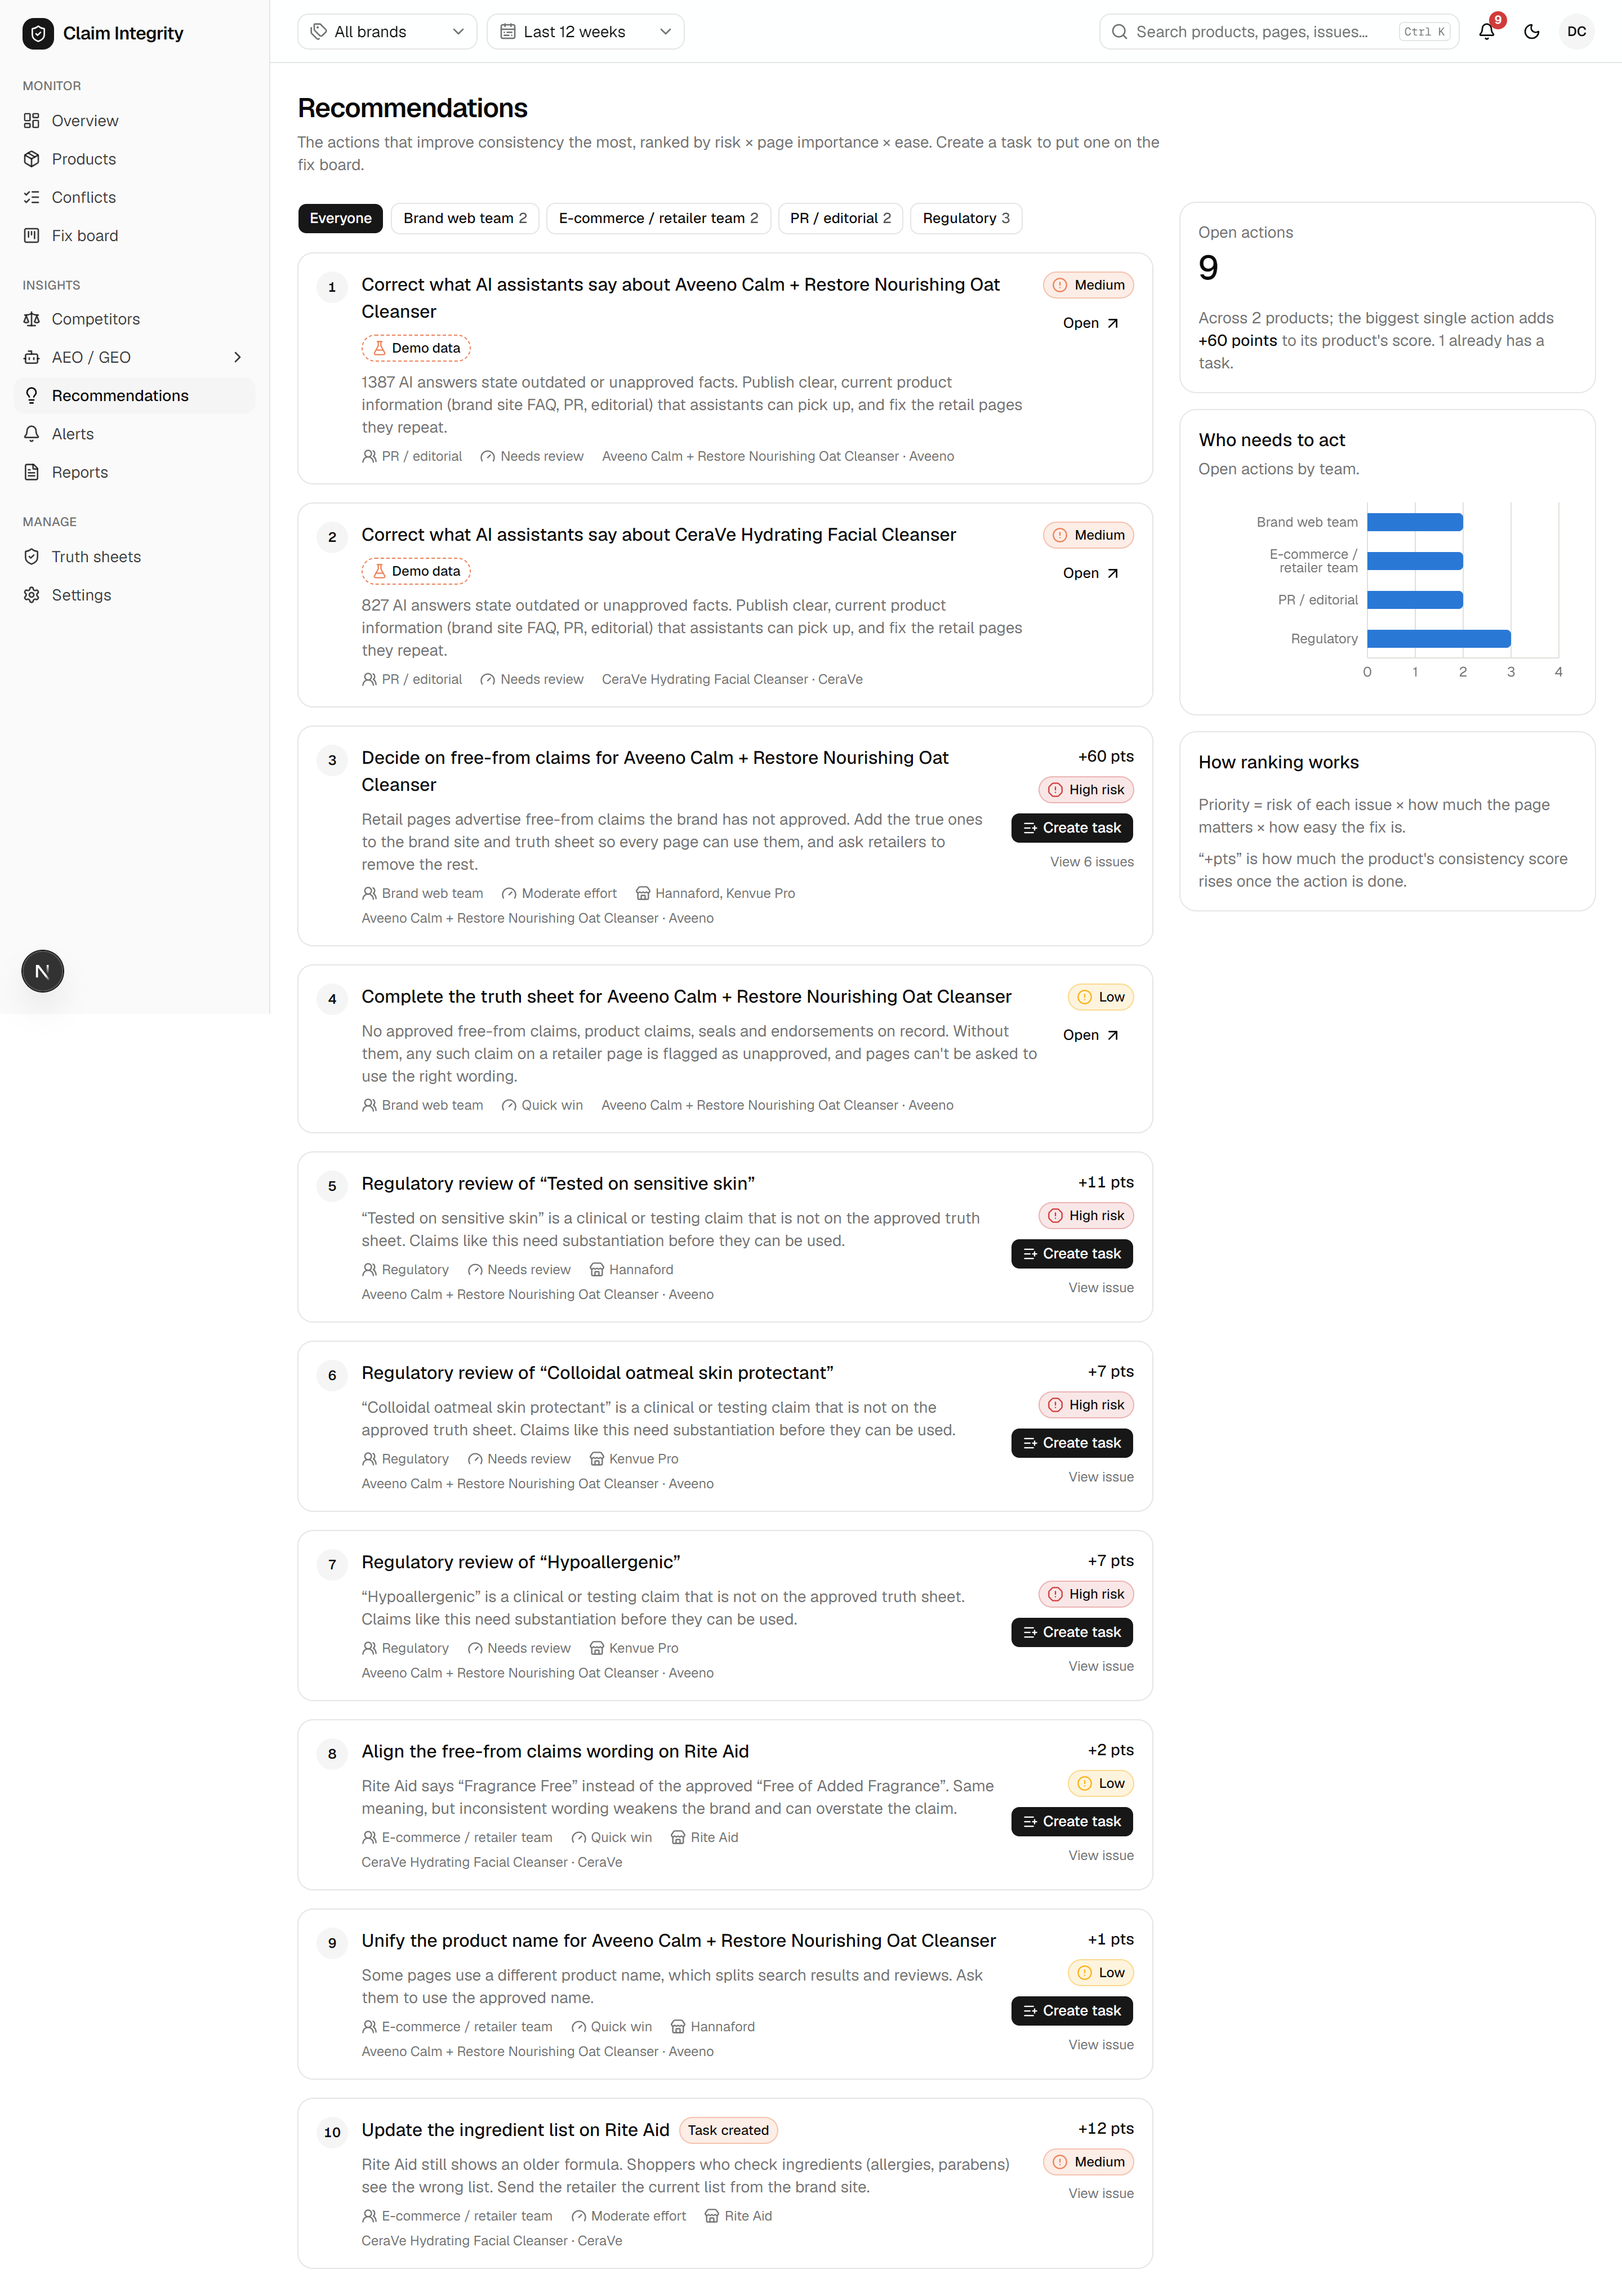 Claim Integrity
MONITOR
Overview
Products
Conflicts
Fix board
INSIGHTS
Competitors
AEO / GEO
Recommendations
Alerts
Reports
MANAGE
Truth sheets
Settings
N
All brands
Last 12 weeks
Search products, pages, issues...
Ctrl K
9
DC
Recommendations
The actions that improve consistency the most, ranked by risk × page importance × ease. Create a task to put one on the
fix board.
Everyone
Brand web team 2
E-commerce / retailer team 2
PR / editorial 2
Regulatory 3
1
Correct what AI assistants say about Aveeno Calm + Restore Nourishing Oat
Cleanser
Demo data
1387 AI answers state outdated or unapproved facts. Publish clear, current product
information (brand site FAQ, PR, editorial) that assistants can pick up, and fix the retail pages
they repeat.
PR / editorial Needs review Aveeno Calm + Restore Nourishing Oat Cleanser · Aveeno
Medium
Open
2
Correct what AI assistants say about CeraVe Hydrating Facial Cleanser
Demo data
827 AI answers state outdated or unapproved facts. Publish clear, current product
information (brand site FAQ, PR, editorial) that assistants can pick up, and fix the retail pages
they repeat.
PR / editorial Needs review CeraVe Hydrating Facial Cleanser · CeraVe
Medium
Open
3
Decide on free-from claims for Aveeno Calm + Restore Nourishing Oat
Cleanser
Retail pages advertise free-from claims the brand has not approved. Add the true ones
to the brand site and truth sheet so every page can use them, and ask retailers to
remove the rest.
Brand web team Moderate effort Hannaford, Kenvue Pro
Aveeno Calm + Restore Nourishing Oat Cleanser · Aveeno
+60 pts
High risk
Create task
View 6 issues
4
Complete the truth sheet for Aveeno Calm + Restore Nourishing Oat Cleanser
No approved free-from claims, product claims, seals and endorsements on record. Without
them, any such claim on a retailer page is flagged as unapproved, and pages can't be asked to
use the right wording.
Brand web team Quick win Aveeno Calm + Restore Nourishing Oat Cleanser · Aveeno
Low
Open
5
Regulatory review of “Tested on sensitive skin”
“Tested on sensitive skin” is a clinical or testing claim that is not on the approved truth
sheet. Claims like this need substantiation before they can be used.
Regulatory Needs review Hannaford
Aveeno Calm + Restore Nourishing Oat Cleanser · Aveeno
+11 pts
High risk
Create task
View issue
6
Regulatory review of “Colloidal oatmeal skin protectant”
“Colloidal oatmeal skin protectant” is a clinical or testing claim that is not on the
approved truth sheet. Claims like this need substantiation before they can be used.
Regulatory Needs review Kenvue Pro
Aveeno Calm + Restore Nourishing Oat Cleanser · Aveeno
+7 pts
High risk
Create task
View issue
7
Regulatory review of “Hypoallergenic”
“Hypoallergenic” is a clinical or testing claim that is not on the approved truth sheet.
Claims like this need substantiation before they can be used.
Regulatory Needs review Kenvue Pro
Aveeno Calm + Restore Nourishing Oat Cleanser · Aveeno
+7 pts
High risk
Create task
View issue
8
Align the free-from claims wording on Rite Aid
Rite Aid says “Fragrance Free” instead of the approved “Free of Added Fragrance”. Same
meaning, but inconsistent wording weakens the brand and can overstate the claim.
E-commerce / retailer team Quick win Rite Aid
CeraVe Hydrating Facial Cleanser · CeraVe
+2 pts
Low
Create task
View issue
9
Unify the product name for Aveeno Calm + Restore Nourishing Oat Cleanser
Some pages use a different product name, which splits search results and reviews. Ask
them to use the approved name.
E-commerce / retailer team Quick win Hannaford
Aveeno Calm + Restore Nourishing Oat Cleanser · Aveeno
+1 pts
Low
Create task
View issue
10
Update the ingredient list on Rite Aid Task created
Rite Aid still shows an older formula. Shoppers who check ingredients (allergies, parabens)
see the wrong list. Send the retailer the current list from the brand site.
E-commerce / retailer team Moderate effort Rite Aid
CeraVe Hydrating Facial Cleanser · CeraVe
+12 pts
Medium
View issue
Open actions
9
Across 2 products; the biggest single action adds
+60 points to its product's score. 1 already has a
task.
Who needs to act
Open actions by team.
Brand web team
E-commerce /
retailer team
PR / editorial
Regulatory
0 1 2 3 4
How ranking works
Priority = risk of each issue × how much the page
matters × how easy the fix is.
“+pts” is how much the product's consistency score
rises once the action is done.